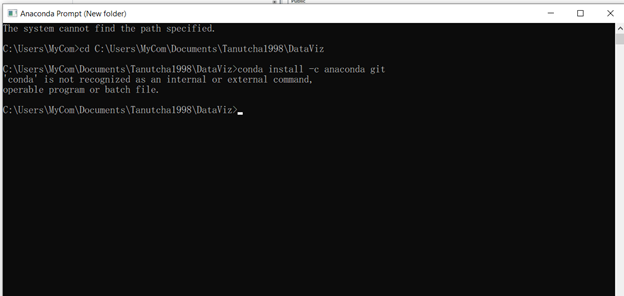 Public
Anaconda Prompt (New folder)
The system cannot find the path specified.
C:\Users\MyCom>cd C:\Users\MyCom\Documents\Tanutcha1998\DataViz
C:\Users\MyCom\Documents\Tanutcha1998\DataViz>conda install -c anaconda git
'conda' is not recognized as an internal or external command,
operable program or batch file.
C:\Users\MyCom\Documents\Tanutcha1998\DataViz>